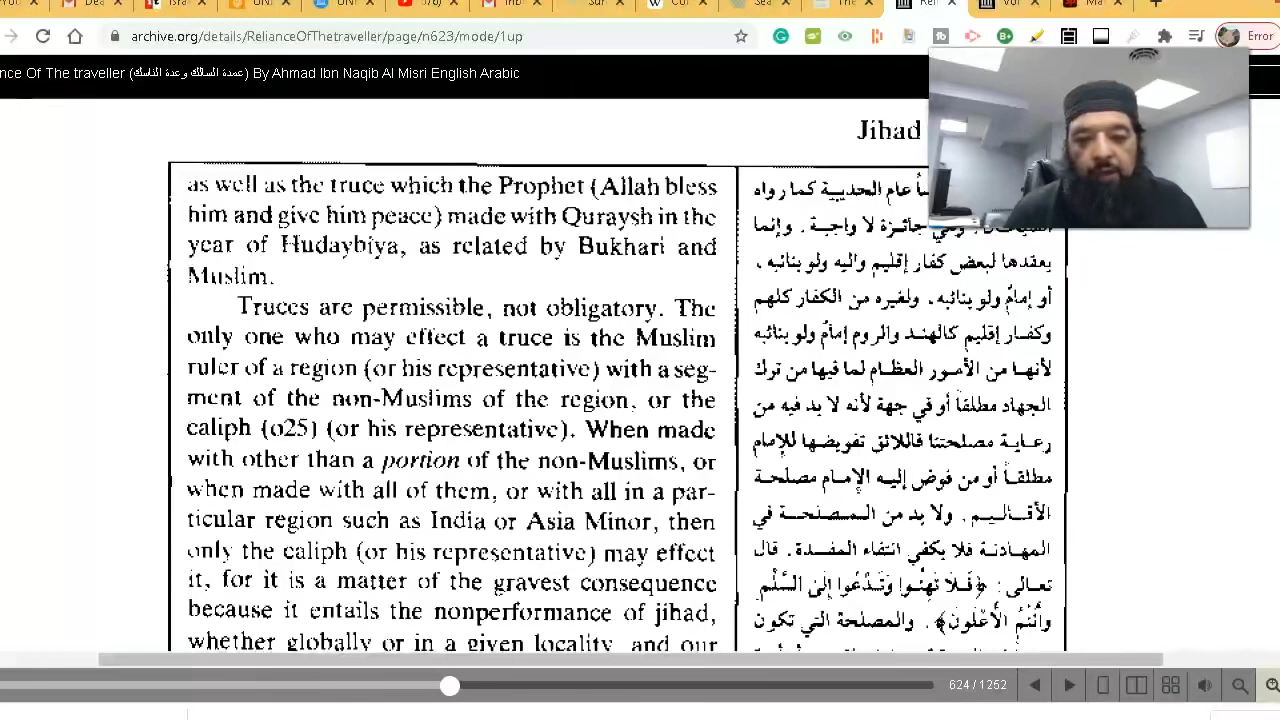 Dea
Isra
UNI
UNI
Inb
Sur
W
Cor
Sea
The
Rel
Vol
Ma
archive.org/details/RelianceOfThetraveller/page/n623/mode/1up
Error
nce Of The traveller (عمدة السالك وعدة الناسك) By Ahmad Ibn Naqib Al Misri English Arabic
Jihad
as well as the truce which the Prophet (Allah bless
him and give him peace) made with Quraysh in the
year of Hudaybiya, as related by Bukhari and
Muslim.
Truces are permissible, not obligatory. The
only one who may effect a truce is the Muslim
ruler of a region (or his representative) with a seg-
ment of the non-Muslims of the region, or the
caliph (o25) (or his representative). When made
with other than a portion of the non-Muslims, or
when made with all of them, or with all in a par-
ticular region such as India or Asia Minor, then
only the caliph (or his representative) may effect
it, for it is a matter of the gravest consequence
because it entails the nonperformance of jihad,
whether globally or in a given locality, and our
عام الحديبية كما رواه
جائزة لا واجبة. وإنما
يعقدها لبعض كفار إقليم واليه ولو بنائبه،
أو إمام ولو بنائبه، ولغيره من الكفار كلهم
وكفار إقليم كالهند والروم إمام ولو بنائبه
لأنها من الأمور العظام لما فيها من ترك
الجهاد مطلقاً أو في جهة لأنه لا بد فيه من
رعاية مصلحتنا فاللائق تفويضها للإمام
مطلقاً أو من فوض إليه الإمام مصلحة
الأقاليم. ولا بد من المصلحة في
المهادنة فلا يكفي انتفاء المفسدة. قال
تعالى: ﴿فَلَا تَهِنُوا وَتَدْعُوا إِلَى السَّلْمِ
وَأَنْتُمُ الْأَعْلَوْنَ﴾. والمصلحة التي تكون
624 / 1252